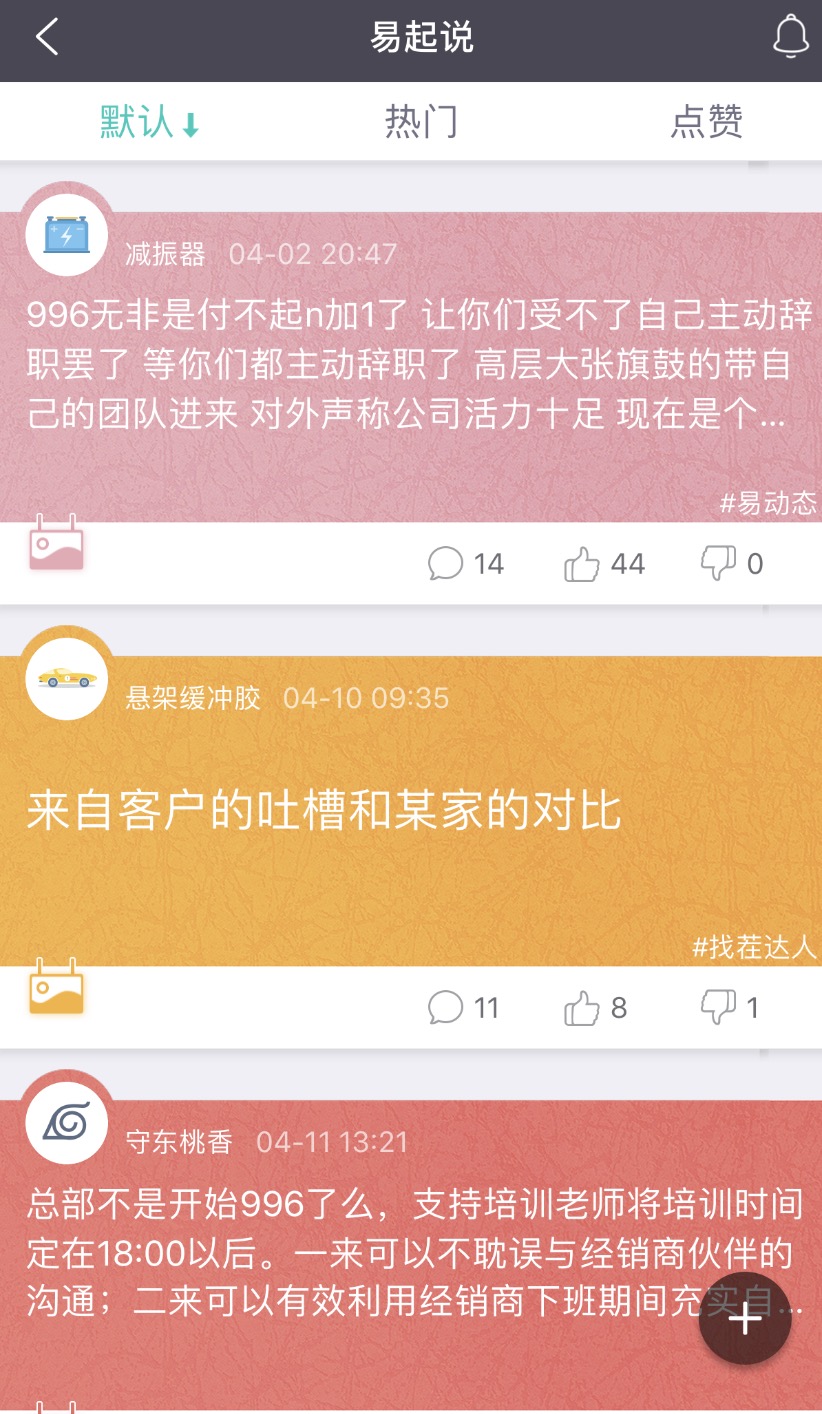 易起说
默认↓
热门
点赞
减振器 04-02 20:47
996无非是付不起n加1了 让你们受不了自己主动辞
职罢了 等你们都主动辞职了 高层大张旗鼓的带自
己的团队进来 对外声称公司活力十足 现在是个...
#易动态
14
44
0
悬架缓冲胶 04-10 09:35
来自客户的吐槽和某家的对比
#找茬达人
11
8
1
守东桃香 04-11 13:21
总部不是开始996了么，支持培训老师将培训时间
定在18:00以后。一来可以不耽误与经销商伙伴的
沟通；二来可以有效利用经销商下班期间充实自...